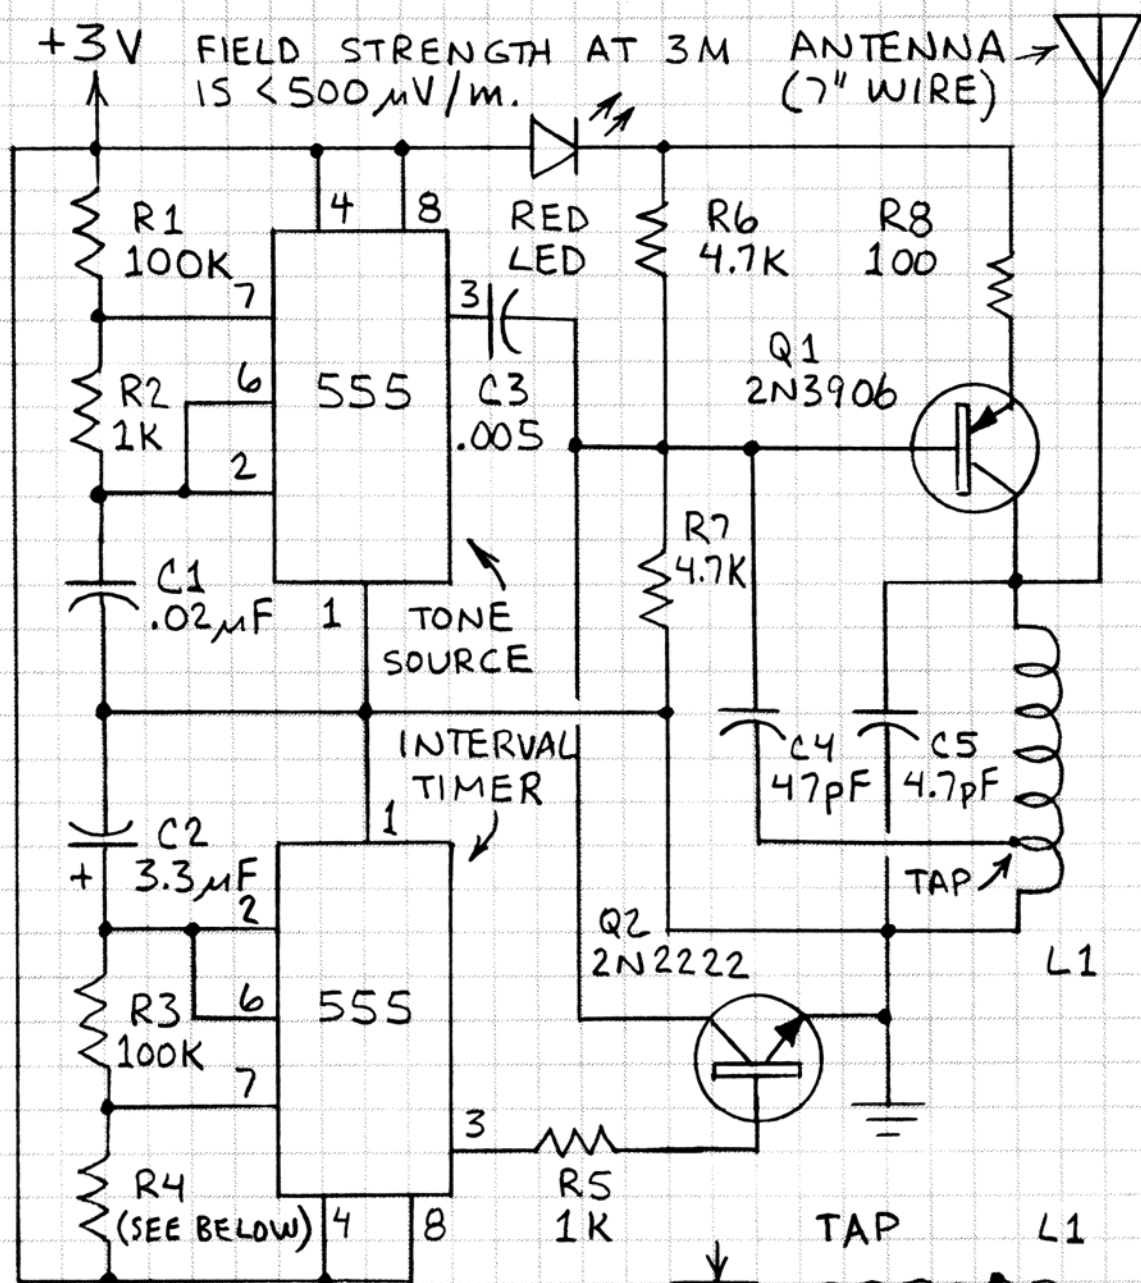 +3V FIELD STRENGTH AT 3M
IS <500 μV/m.
ANTENNA
(7" WIRE)
4
8
R1
100K
7
RED
LED
R6
4.7K
R8
100
3
R2
1K
6
555
C3
.005
Q1
2N3906
2
R7
4.7K
C1
.02μF
1
TONE
SOURCE
INTERVAL
TIMER
C4
47pF
C5
4.7pF
1
C2
+ 3.3μF
TAP
2
Q2
2N2222
L1
R3
100K
6
555
7
3
R4
(SEE BELOW)
4
8
R5
1K
TAP
L1